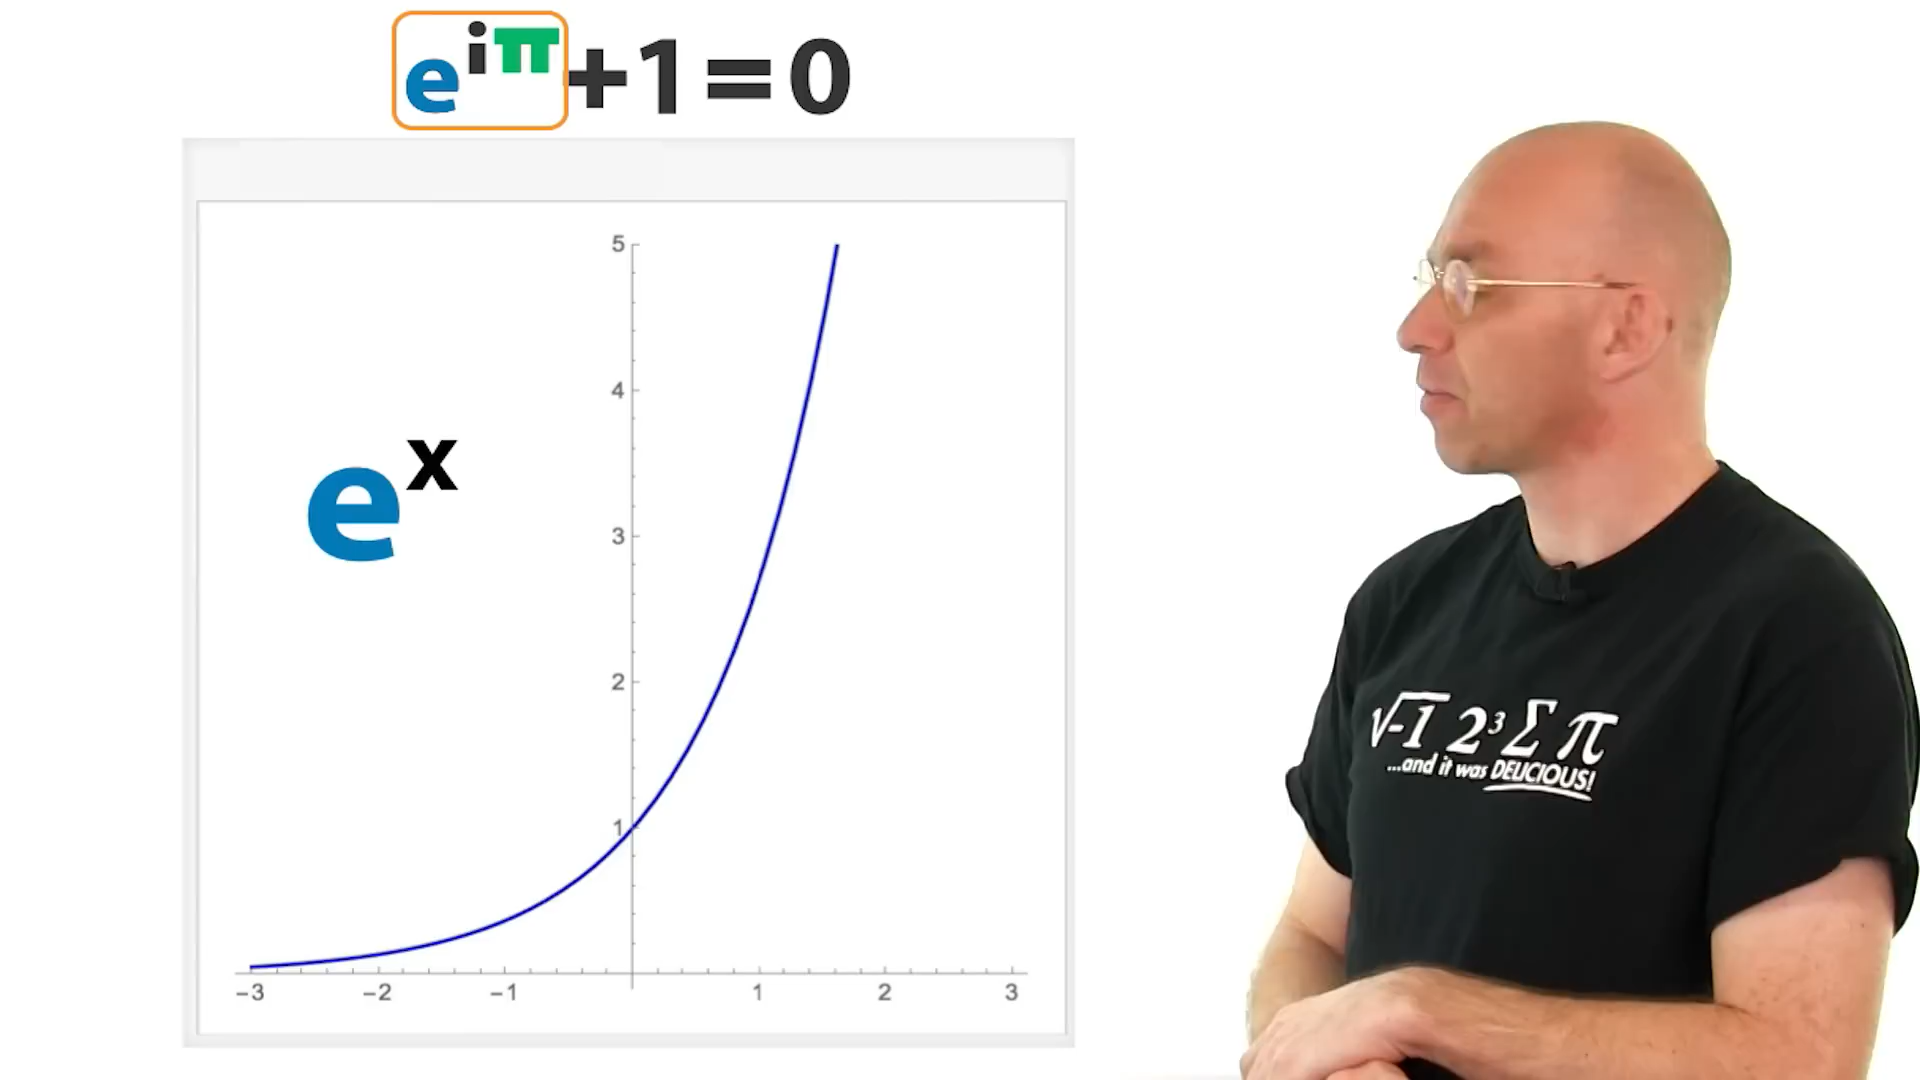 e^iπ+1=0
5
4
e^x
3
2
1
−3 −2 −1 1 2 3
√-1 2³ Σ π
...and it was DELICIOUS!